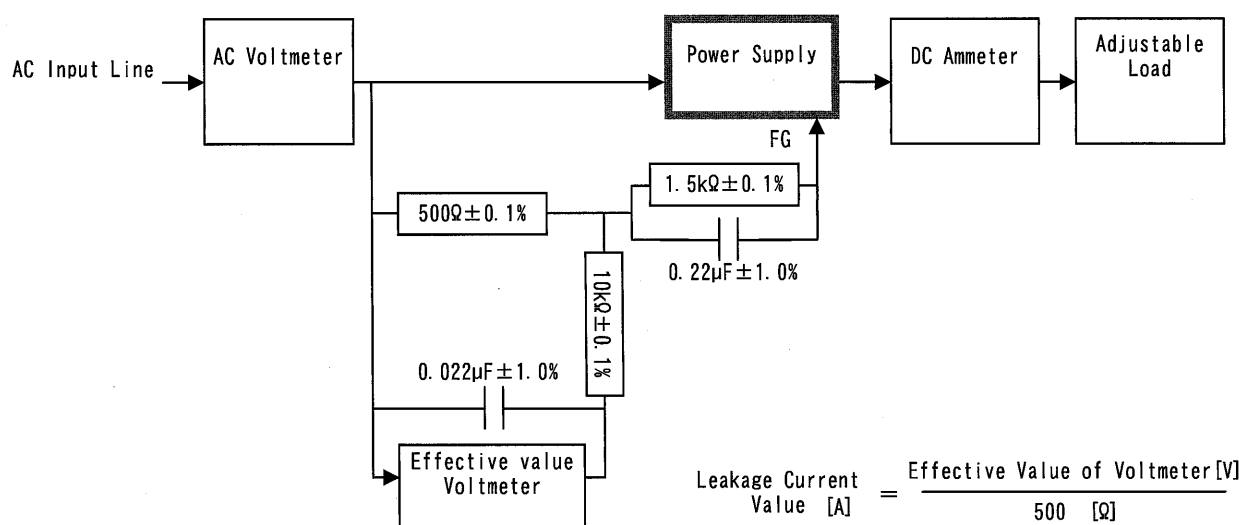 AC Input Line
AC Voltmeter
Power Supply
DC Ammeter
Adjustable
Load
FG
500Ω±0.1%
1.5kΩ±0.1%
0.22μF±1.0%
10kΩ±0.1%
0.022μF±1.0%
Effective value
Voltmeter
Leakage Current
Value [A]
=
Effective Value of Voltmeter[V]
500 [Ω]